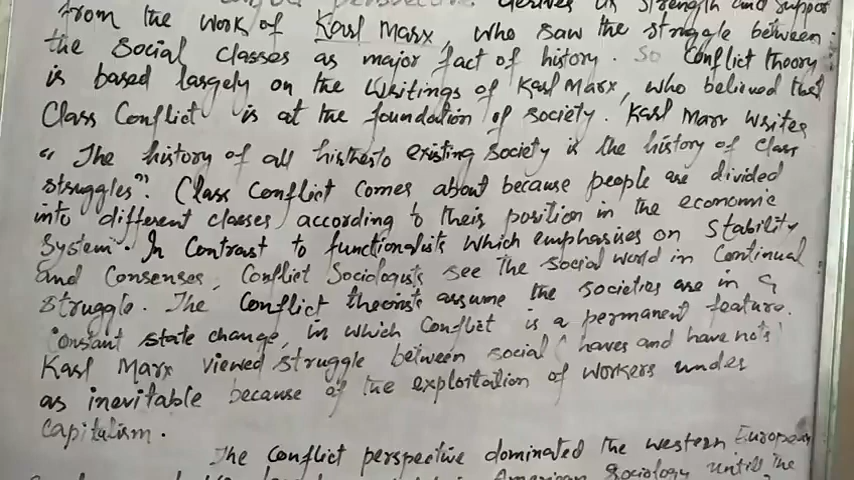 perspective derives its strength and support
from the work of Karl Marx, who saw the struggle between
the social classes as major fact of history. So Conflict theory
is based largely on the writings of Karl Marx, who believed that
Class Conflict is at the foundation of society. Karl Marx writes
" The history of all histherto existing society is the history of class
struggles". Class Conflict comes about because people are divided
into different classes according to their position in the economic
System. In Contrast to functionalists which emphasises on Stability
and Consenses, Conflict Sociologists see the social world in Continual
Struggle. The Conflict theorists assume the societies are in a
Constant state change, in which Conflict is a permanent feature.
Karl Marx viewed struggle between social (haves and have nots)
as inevitable because of the exploitation of workers under
Capitalism.
The conflict perspective dominated the western European
American Sociology untill the